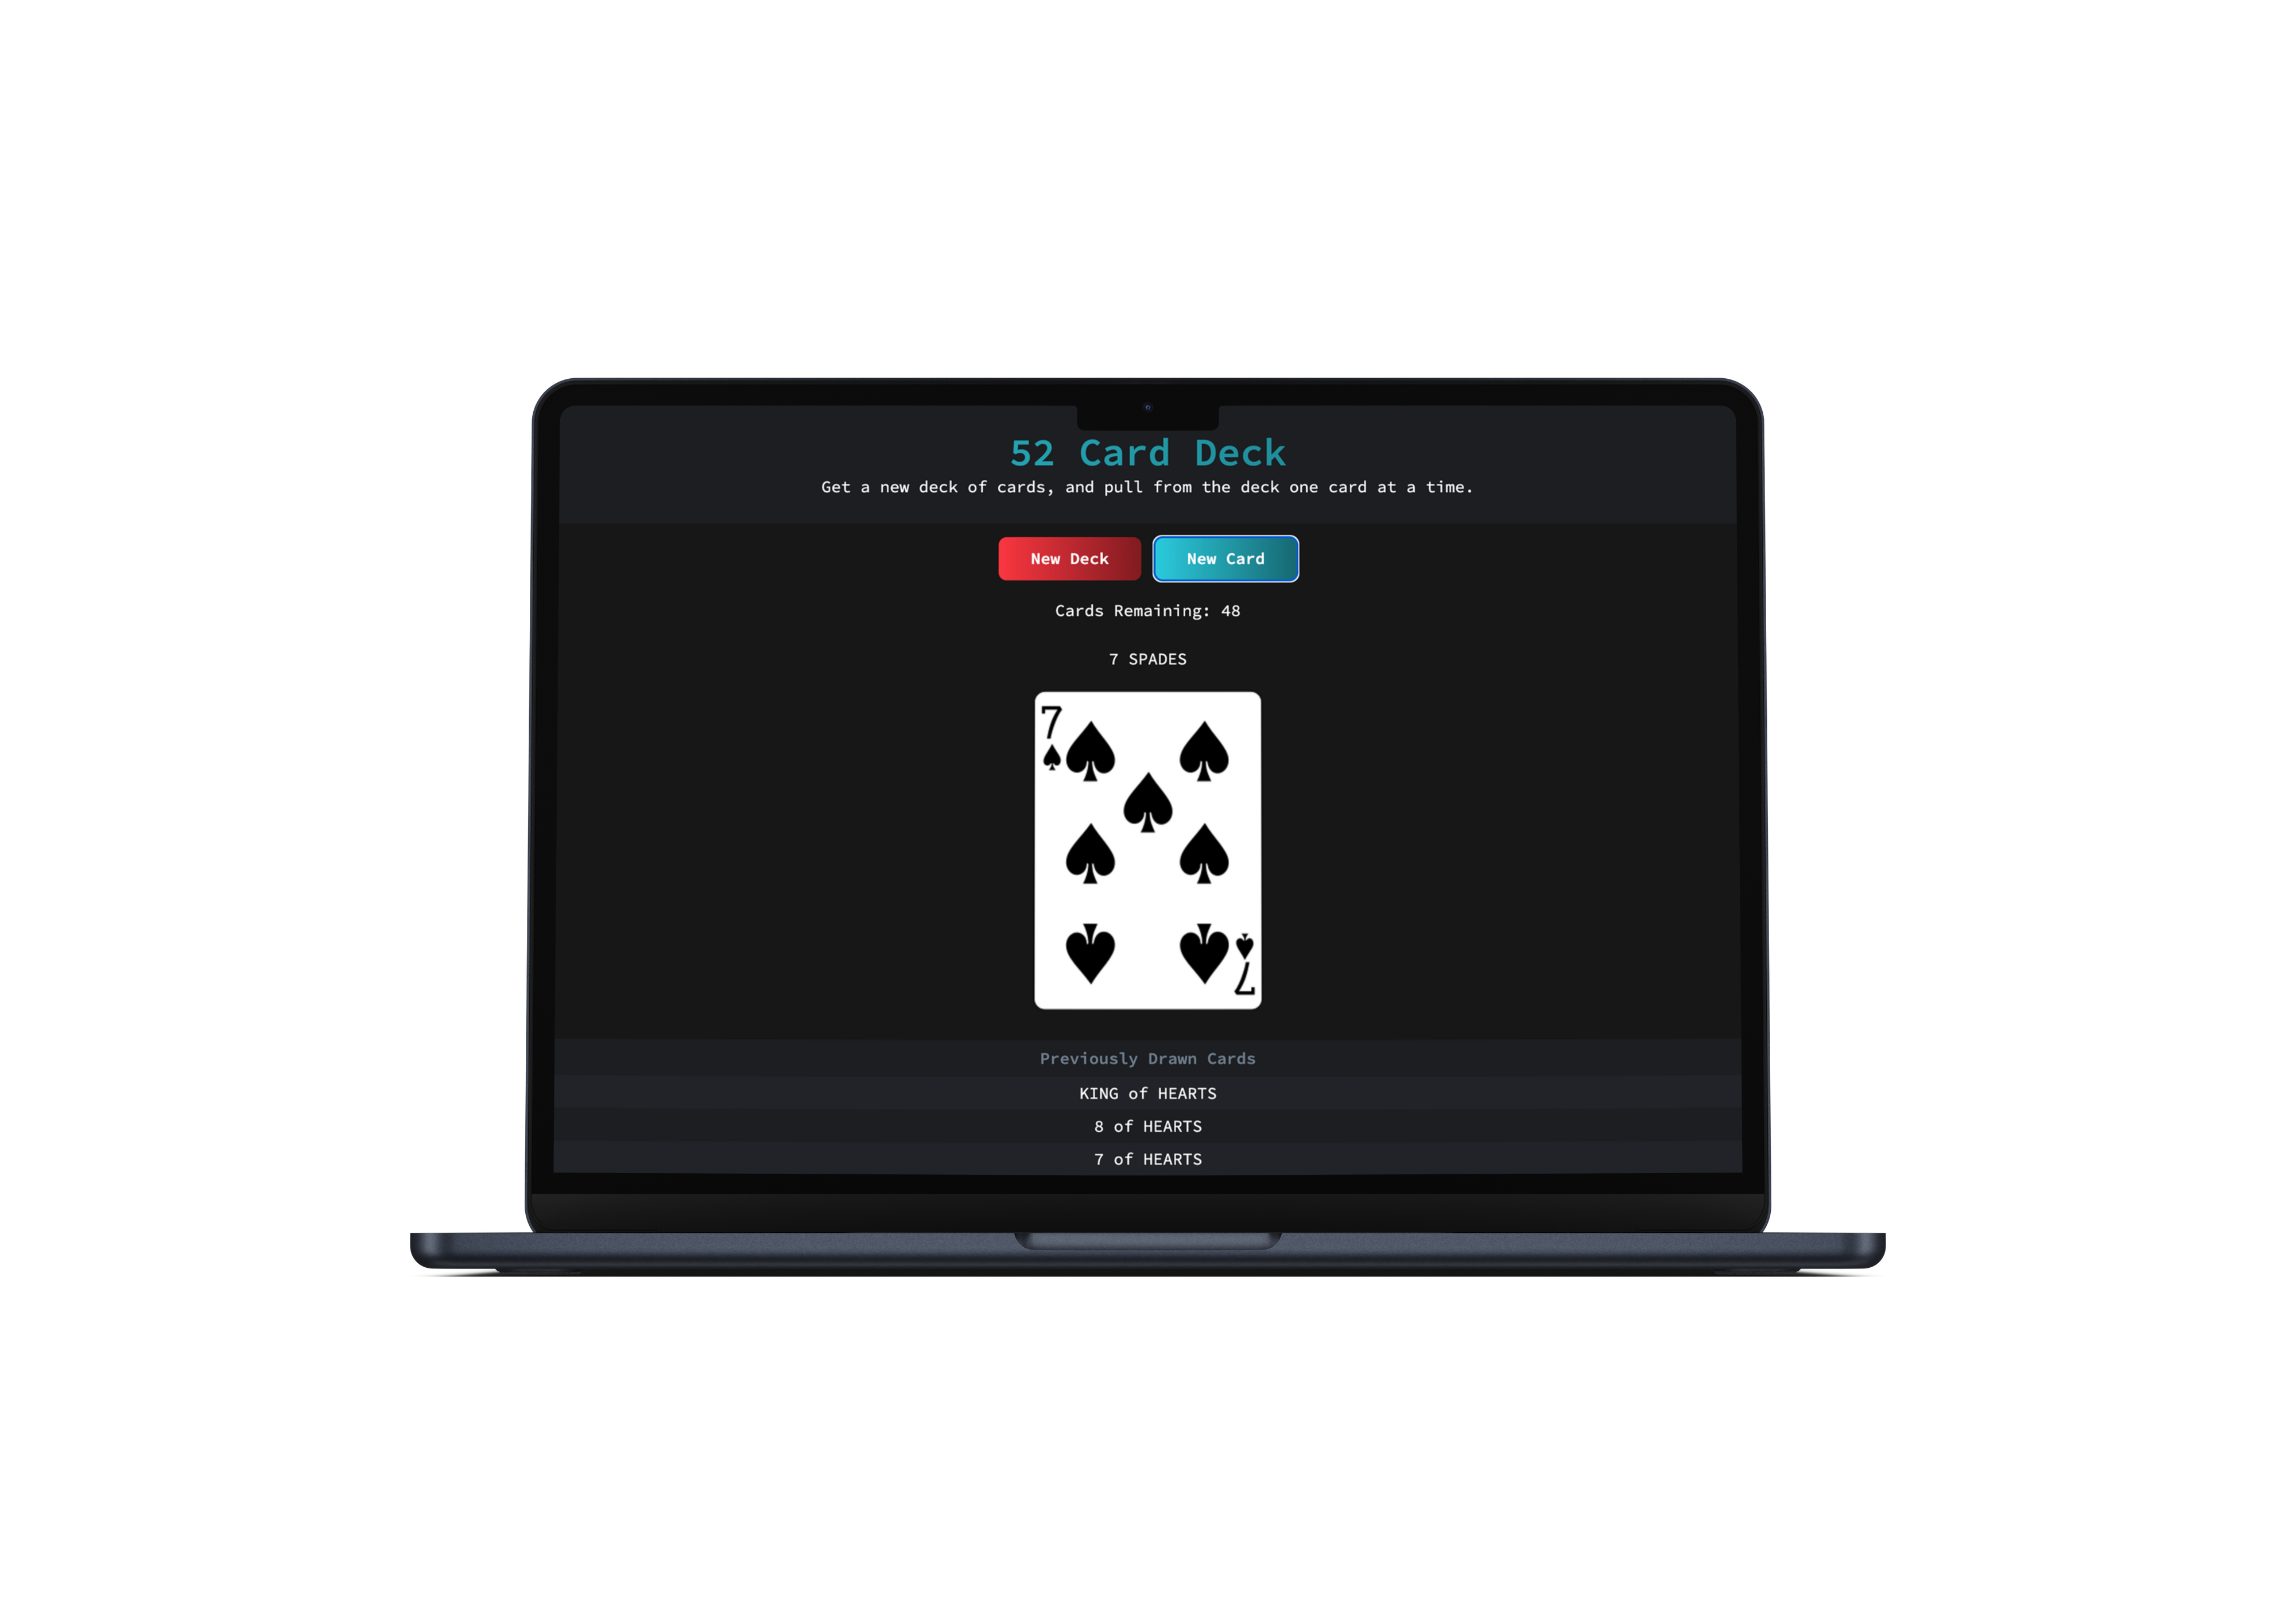 52 Card Deck
Get a new deck of cards, and pull from the deck one card at a time.
New Deck
New Card
Cards Remaining: 48
7 SPADES
7
7
Previously Drawn Cards
KING of HEARTS
8 of HEARTS
7 of HEARTS